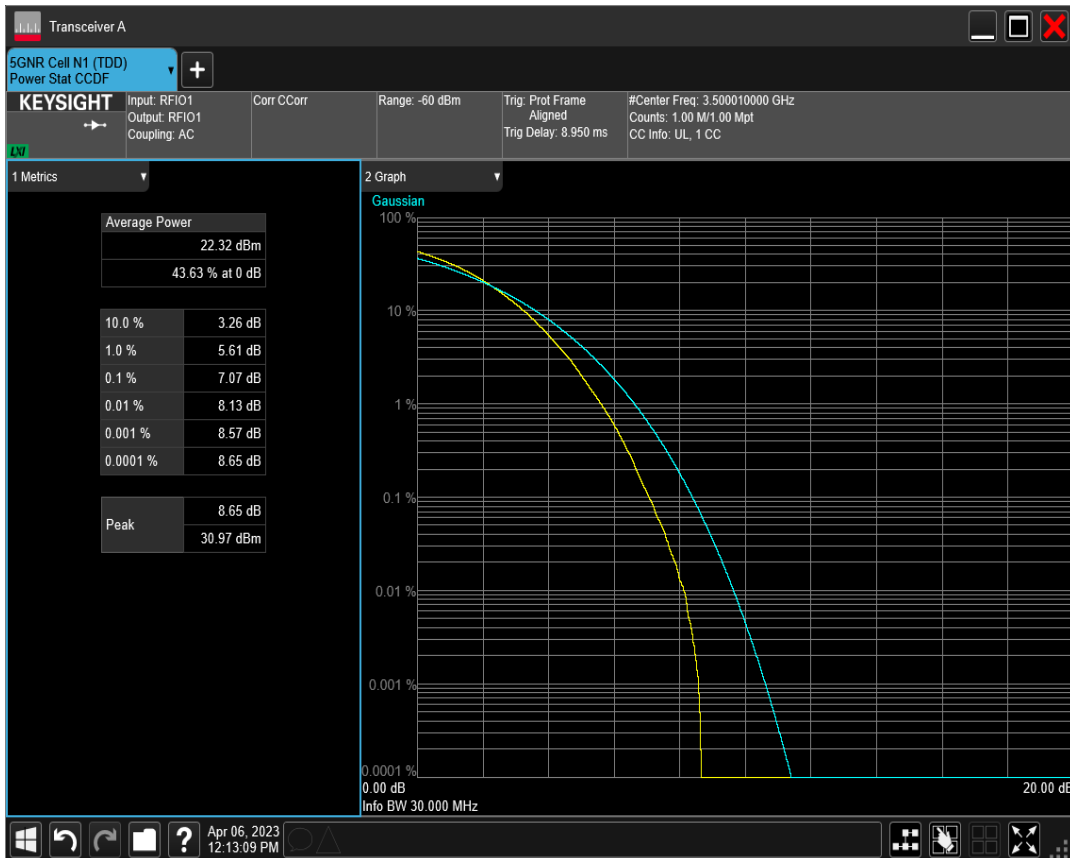 Transceiver A
5GNR Cell N1 (TDD)
Power Stat CCDF
+
KEYSIGHT
LXI
Input: RFIO1
Output: RFIO1
Coupling: AC
Corr CCorr
Range: -60 dBm
Trig: Prot Frame
Aligned
Trig Delay: 8.950 ms
#Center Freq: 3.500010000 GHz
Counts: 1.00 M/1.00 Mpt
CC Info: UL, 1 CC
1 Metrics
Average Power
22.32 dBm
43.63 % at 0 dB
10.0 % 3.26 dB
1.0 % 5.61 dB
0.1 % 7.07 dB
0.01 % 8.13 dB
0.001 % 8.57 dB
0.0001 % 8.65 dB
Peak
8.65 dB
30.97 dBm
2 Graph
Gaussian
100 %
10 %
1 %
0.1 %
0.01 %
0.001 %
0.0001 %
0.00 dB 20.00 dB
Info BW 30.000 MHz
?
Apr 06, 2023
12:13:09 PM